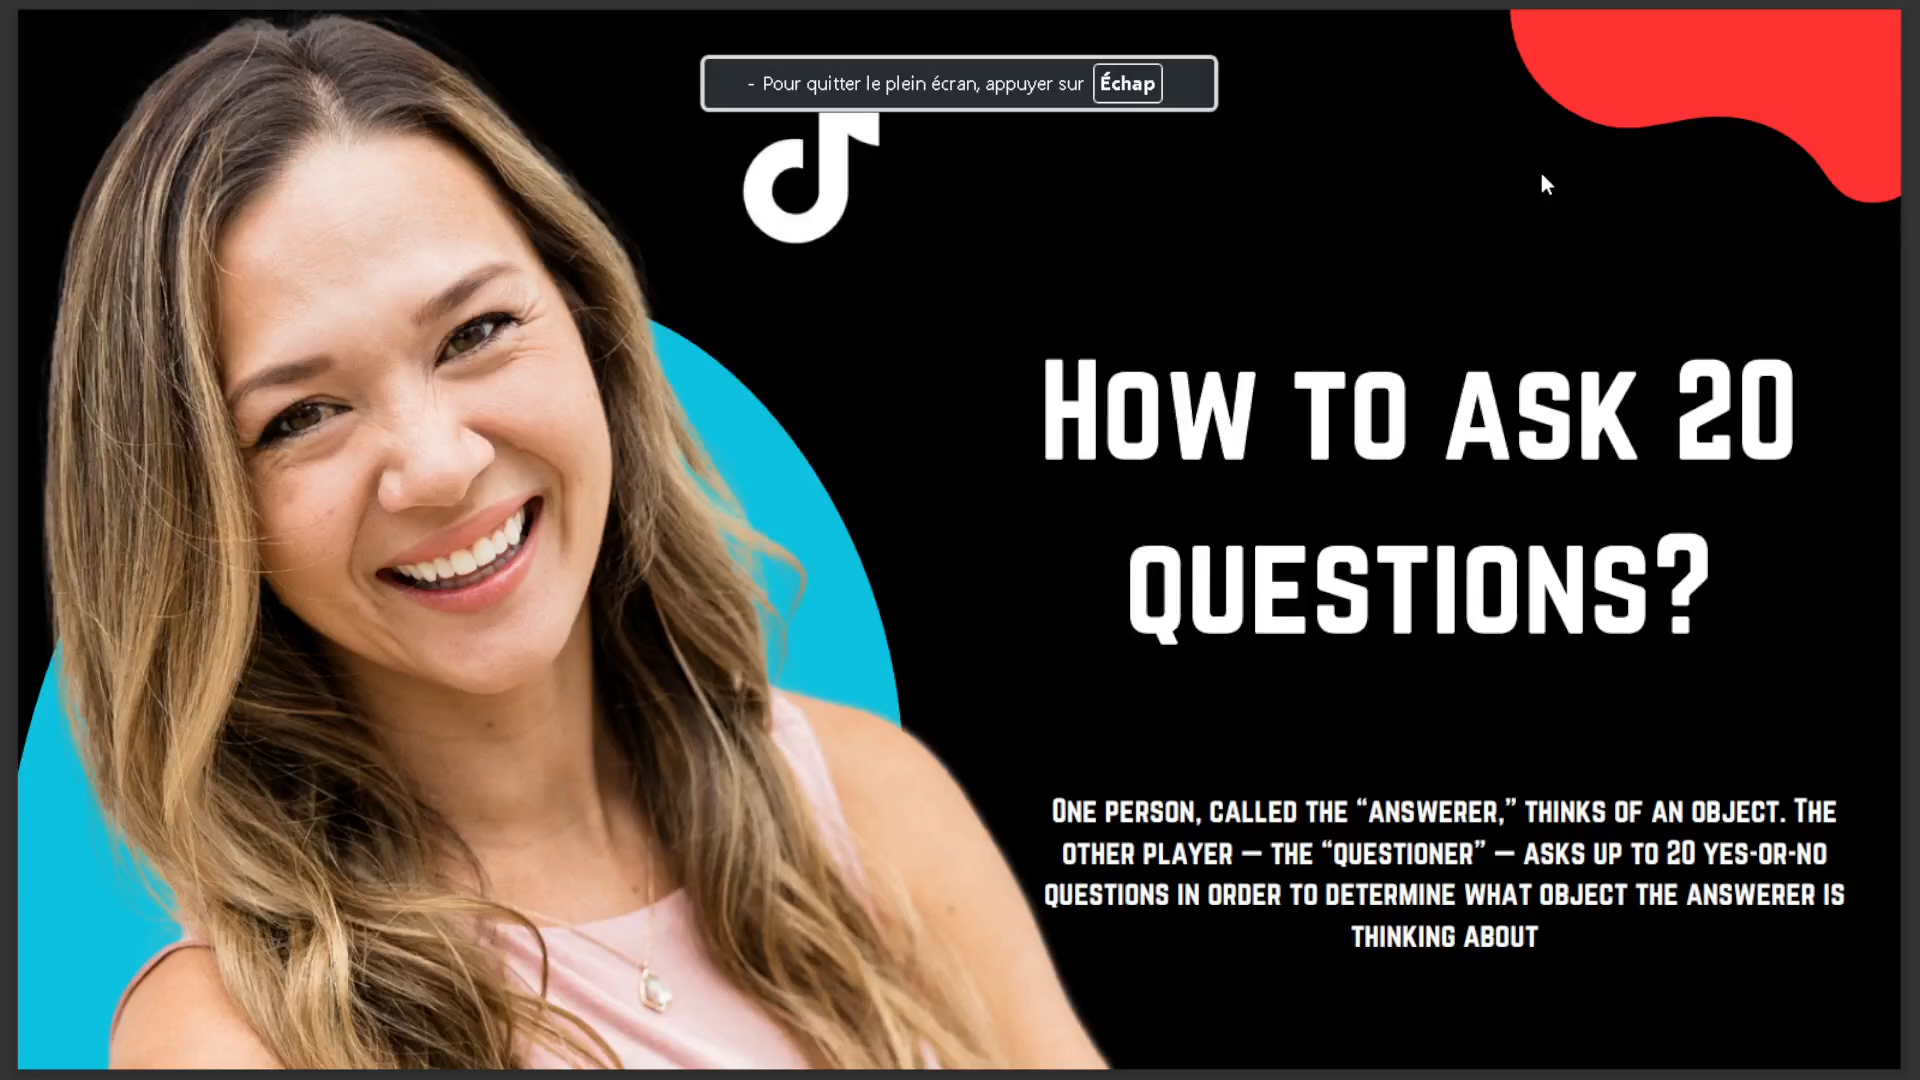 - Pour quitter le plein écran, appuyer sur Échap
How to ask 20
questions?
One person, called the “answerer,” thinks of an object. The
other player — the “questioner” — asks up to 20 yes-or-no
questions in order to determine what object the answerer is
thinking about